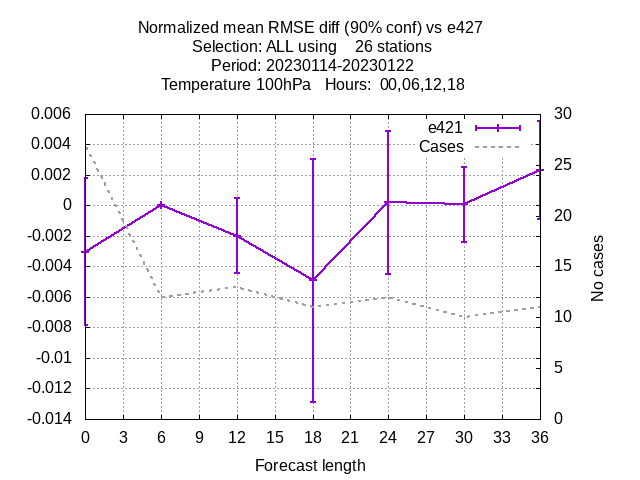 Normalized mean RMSE diff (90% conf) vs e427
Selection: ALL using    26 stations
Period: 20230114-20230122
Temperature 100hPa   Hours:  00,06,12,18
0.006
0.004
0.002
0
-0.002
-0.004
-0.006
-0.008
-0.01
-0.012
-0.014
e421
Cases
30
25
20
15
10
5
0
No cases
0 3 6 9 12 15 18 21 24 27 30 33 36
Forecast length